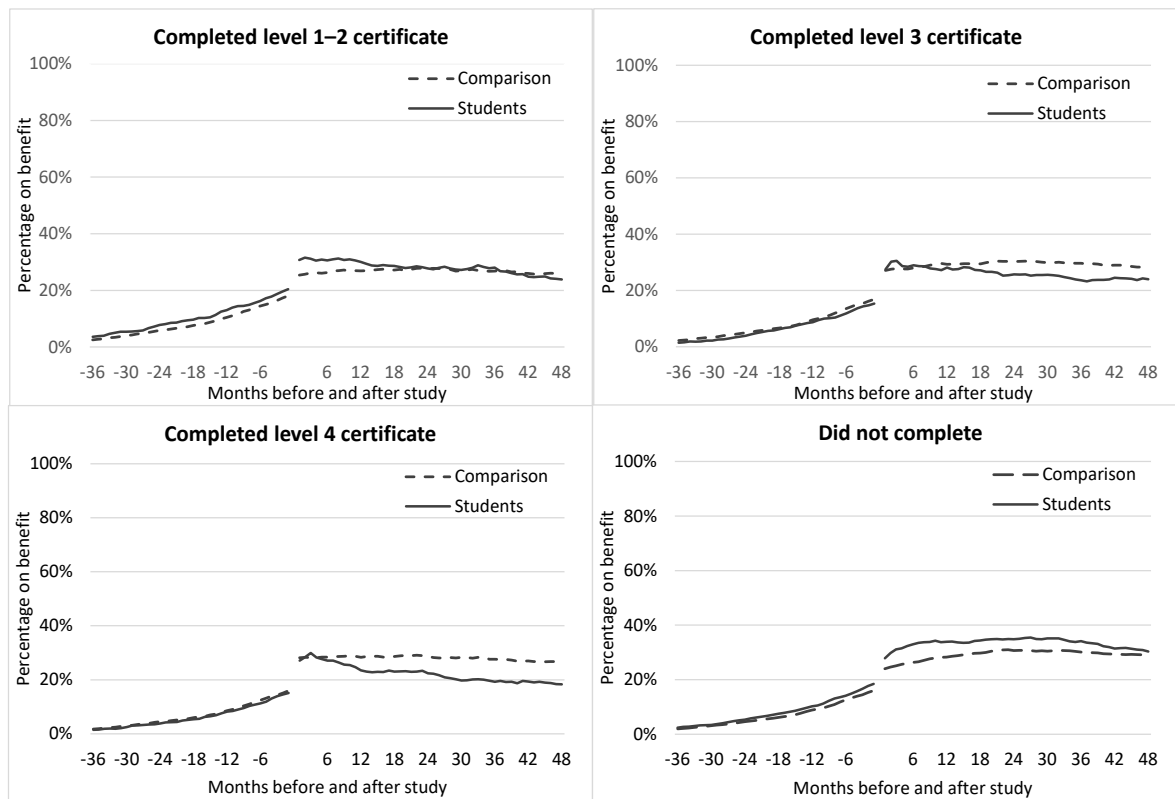 Completed level 1–2 certificate
Comparison
Students
Percentage on benefit
100%
80%
60%
40%
20%
0%
-36 -30 -24 -18 -12 -6 6 12 18 24 30 36 42 48
Months before and after study
Completed level 3 certificate
Comparison
Students
Percentage on benefit
100%
80%
60%
40%
20%
0%
-36 -30 -24 -18 -12 -6 6 12 18 24 30 36 42 48
Months before and after study
Completed level 4 certificate
Comparison
Students
Percentage on benefit
100%
80%
60%
40%
20%
0%
-36 -30 -24 -18 -12 -6 6 12 18 24 30 36 42 48
Months before and after study
Did not complete
Comparison
Students
Percentage on benefit
100%
80%
60%
40%
20%
0%
-36 -30 -24 -18 -12 -6 6 12 18 24 30 36 42 48
Months before and after study